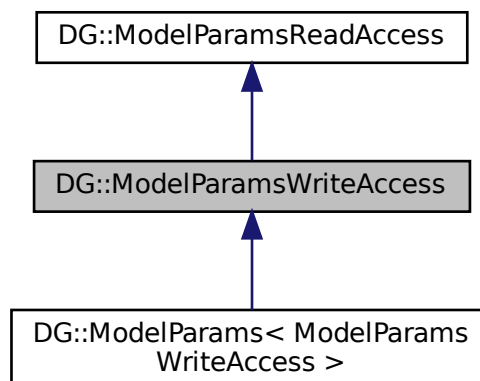 DG::ModelParamsReadAccess
DG::ModelParamsWriteAccess
DG::ModelParams< ModelParams
WriteAccess >